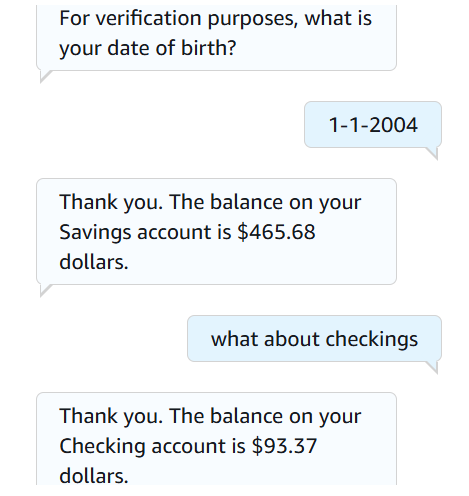 For verification purposes, what is
your date of birth?
1-1-2004
Thank you. The balance on your
Savings account is $465.68
dollars.
what about checkings
Thank you. The balance on your
Checking account is $93.37
dollars.